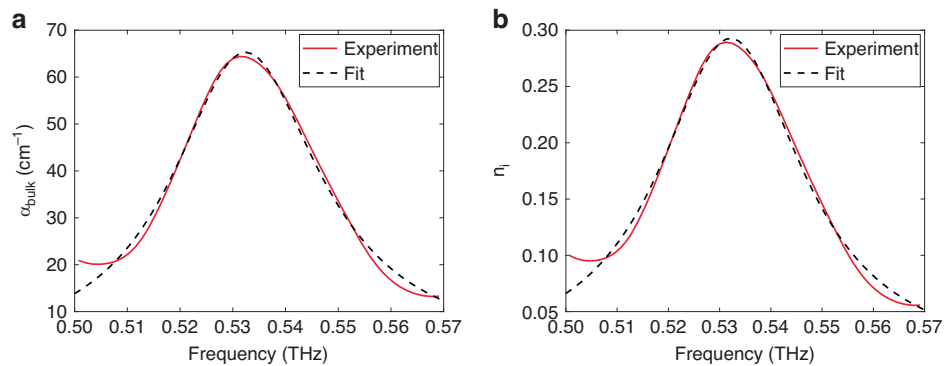 a
70
60
50
40
30
20
10
α_bulk (cm⁻¹)
0.50 0.51 0.52 0.53 0.54 0.55 0.56 0.57
Frequency (THz)
Experiment
Fit
b
0.30
0.25
0.20
0.15
0.10
0.05
n_i
0.50 0.51 0.52 0.53 0.54 0.55 0.56 0.57
Frequency (THz)
Experiment
Fit